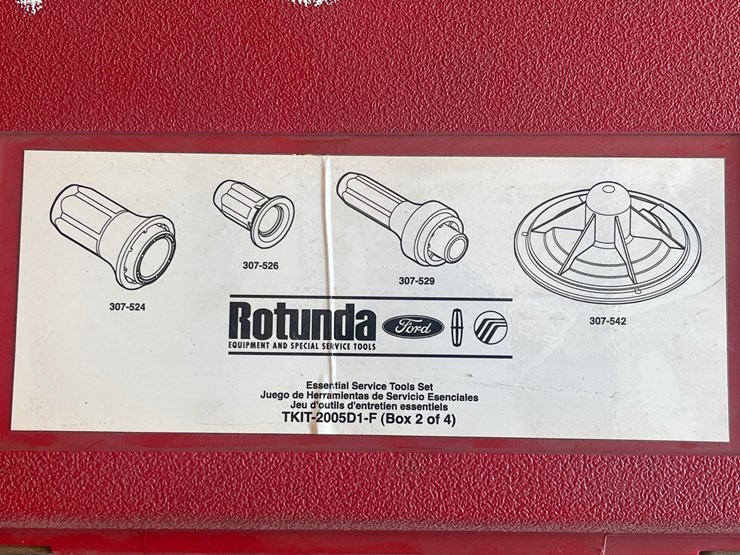 307-524
307-526
307-529
307-542
Rotunda
EQUIPMENT AND SPECIAL SERVICE TOOLS
Ford
Essential Service Tools Set
Juego de Herramientas de Servicio Esenciales
Jeu d'outils d'entretien essentiels
TKIT-2005D1-F (Box 2 of 4)